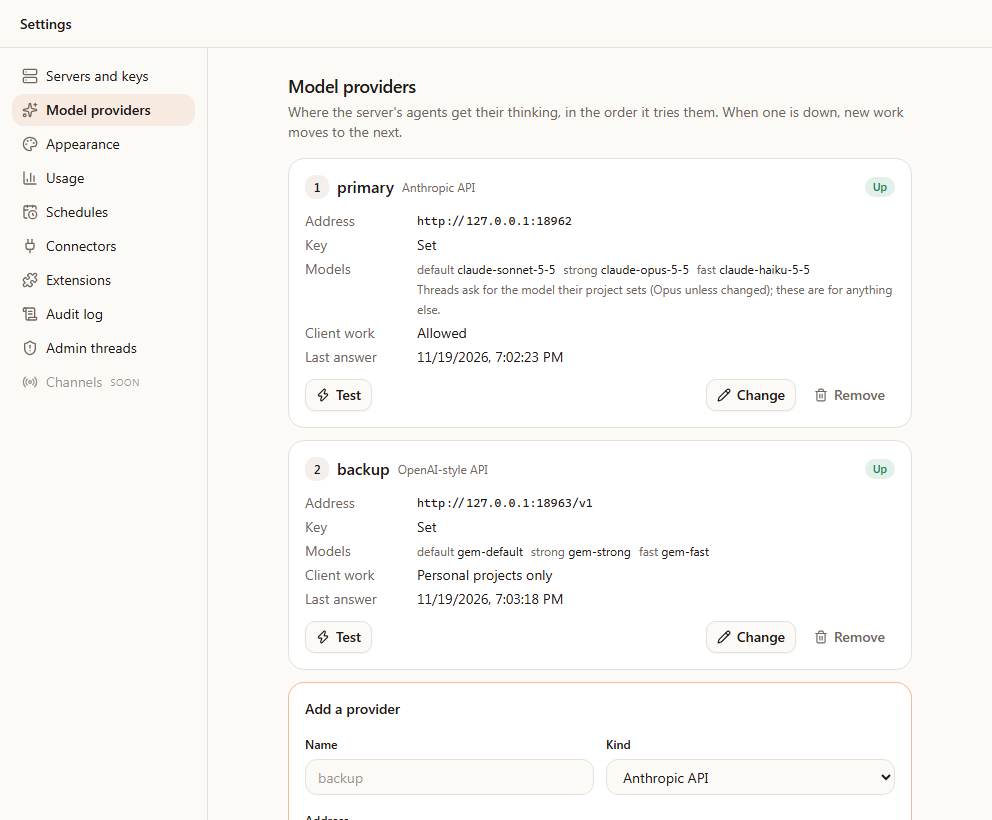 Settings
Servers and keys
Model providers
Appearance
Usage
Schedules
Connectors
Extensions
Audit log
Admin threads
Channels SOON
Model providers
Where the server's agents get their thinking, in the order it tries them. When one is down, new work
moves to the next.
1 primary Anthropic API Up
Address http://127.0.0.1:18962
Key Set
Models default claude-sonnet-5-5 strong claude-opus-5-5 fast claude-haiku-5-5
Threads ask for the model their project sets (Opus unless changed); these are for anything
else.
Client work Allowed
Last answer 11/19/2026, 7:02:23 PM
Test Change Remove
2 backup OpenAI-style API Up
Address http://127.0.0.1:18963/v1
Key Set
Models default gem-default strong gem-strong fast gem-fast
Client work Personal projects only
Last answer 11/19/2026, 7:03:18 PM
Test Change Remove
Add a provider
Name Kind
backup Anthropic API
Address